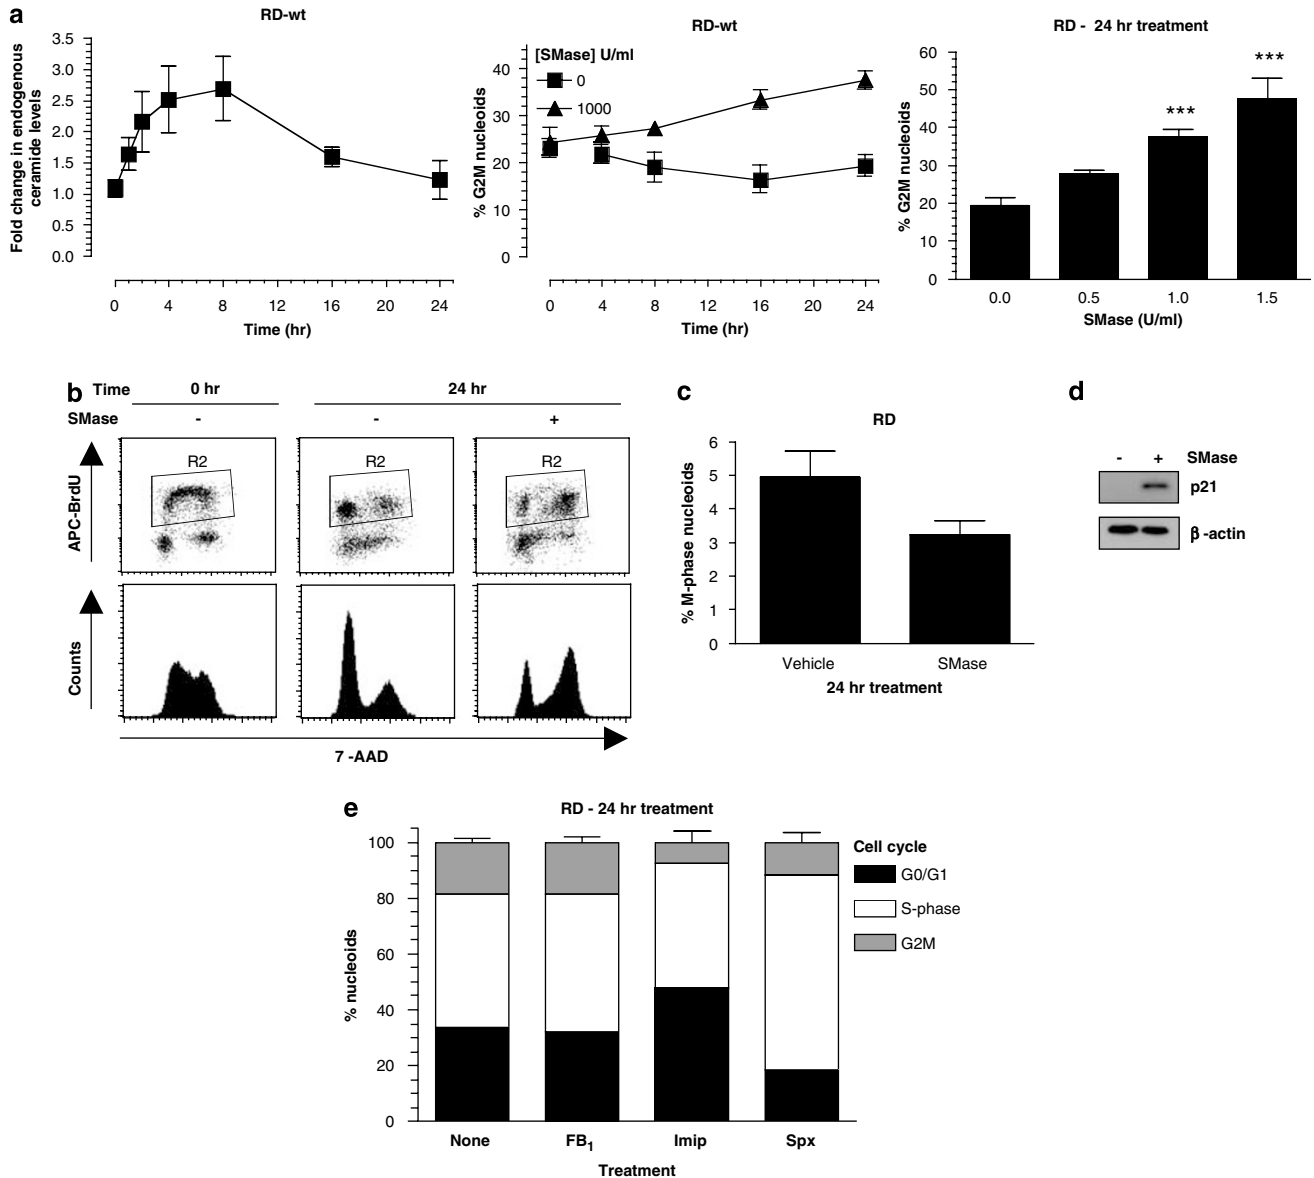 a
RD-wt
Fold change in endogenous
ceramide levels
3.5
3.0
2.5
2.0
1.5
1.0
0.5
0.0
0 4 8 12 16 20 24
Time (hr)
RD-wt
[SMase] U/ml
0
1000
% G2M nucleoids
40
30
20
10
0
0 4 8 12 16 20 24
Time (hr)
RD - 24 hr treatment
% G2M nucleoids
60
50
40
30
20
10
0
***
***
0.0 0.5 1.0 1.5
SMase (U/ml)
b
Time 0 hr 24 hr
SMase - - +
APC-BrdU
R2 R2 R2
Counts
7 -AAD
c
RD
% M-phase nucleoids
6
5
4
3
2
1
0
Vehicle SMase
24 hr treatment
d
- + SMase
p21
β -actin
e
RD - 24 hr treatment
% nucleoids
100
80
60
40
20
0
None FB1 Imip Spx
Treatment
Cell cycle
G0/G1
S-phase
G2M